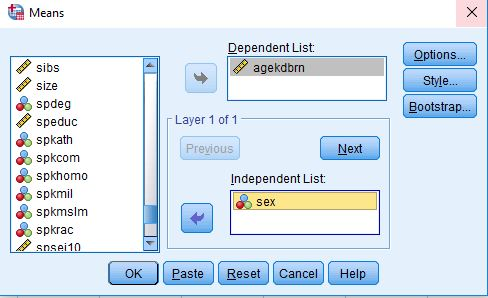 Means
sibs
size
spdeg
speduc
spkath
spkcom
spkhomo
spkmil
spkmslm
spkrac
spsei10
Dependent List:
agekdbrn
Layer 1 of 1
Previous
Next
Independent List:
sex
Options...
Style...
Bootstrap...
OK
Paste
Reset
Cancel
Help